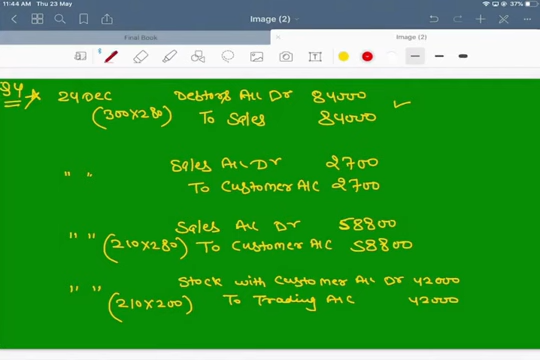 11:44 AM Thu 23 May
37%
Image (2)
Final Book
Image (2)
24 Dec Debtors A/c Dr 84000
(300×280) To Sales 84000
" " Sales A/c Dr 2700
To Customer A/c 2700
Sales A/c Dr 58800
" " (210×280) To Customer A/c 58800
Stock with Customer A/c Dr 42000
" " (210×200) To Trading A/c 42000